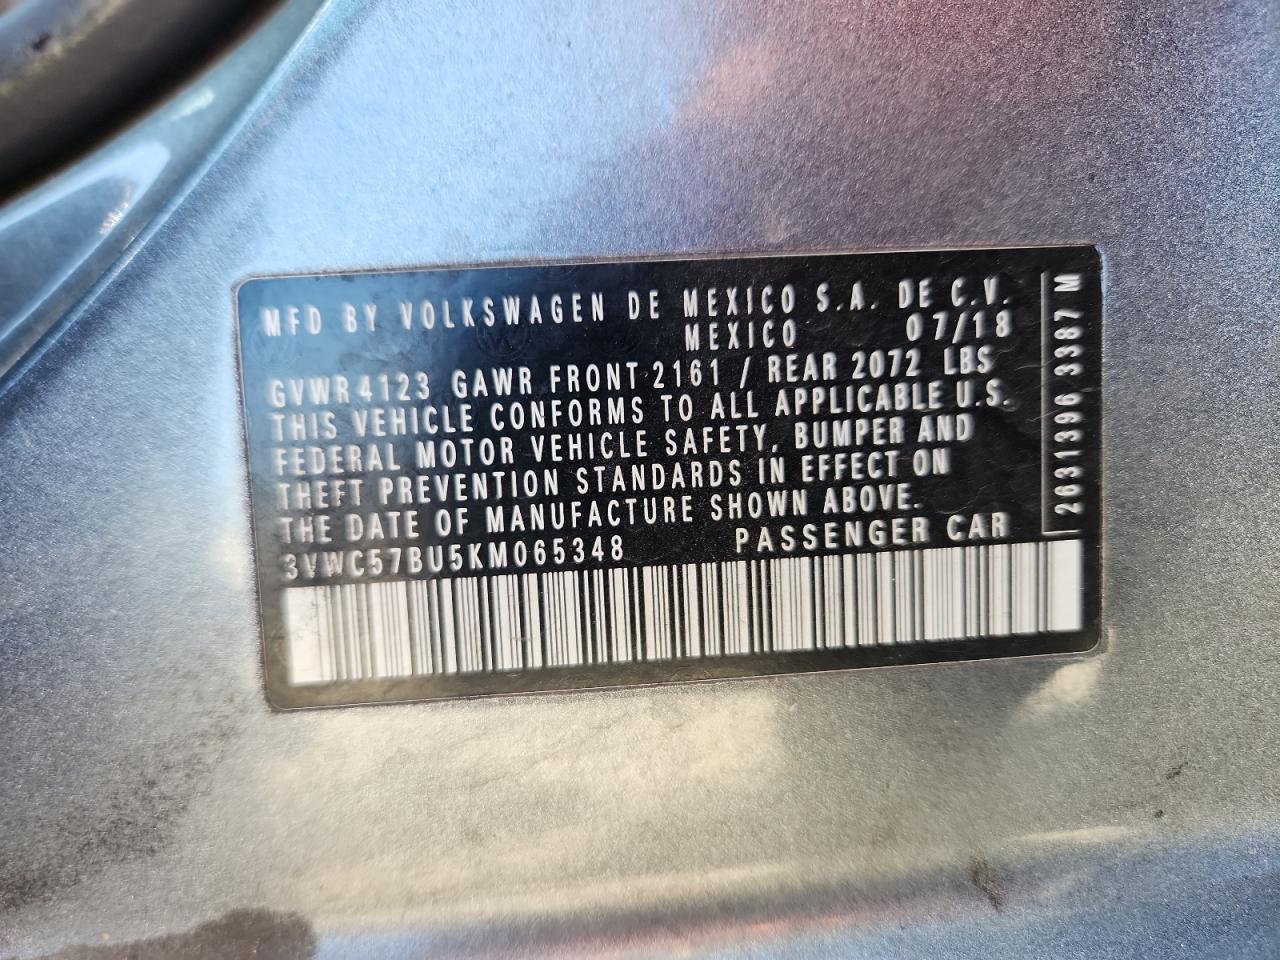 MFD BY VOLKSWAGEN DE MEXICO S.A. DE C.V.
MEXICO 07/18
GVWR 4123 GAWR FRONT 2161 / REAR 2072 LBS
THIS VEHICLE CONFORMS TO ALL APPLICABLE U.S.
FEDERAL MOTOR VEHICLE SAFETY, BUMPER AND
THEFT PREVENTION STANDARDS IN EFFECT ON
THE DATE OF MANUFACTURE SHOWN ABOVE.
3VWC57BU5KM065348 PASSENGER CAR
2631396 3387 M